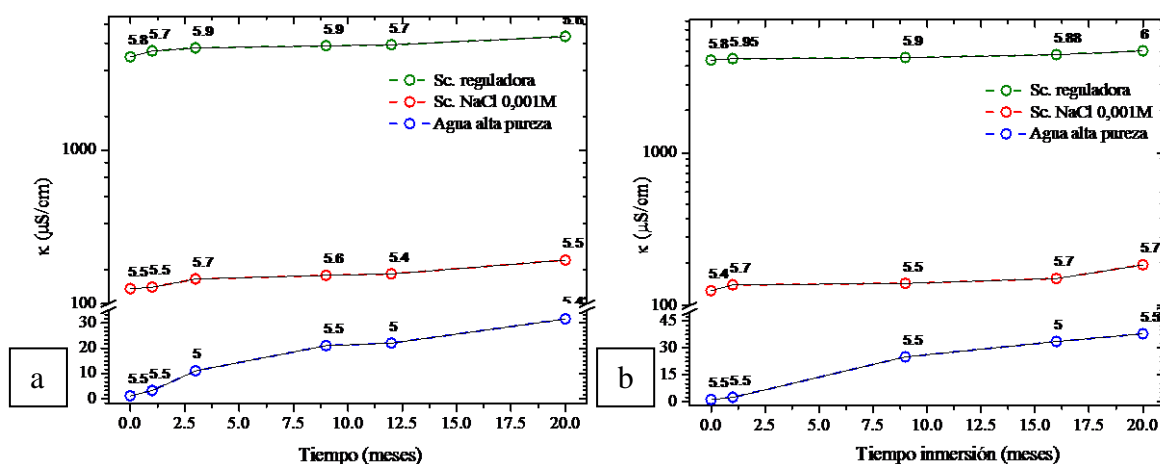 5.8 5.7 5.9 5.9 5.7
Sc. reguladora
Sc. NaCl 0,001M
Agua alta pureza
1000
κ (µS/cm)
5.5 5.5 5.7 5.6 5.4 5.5
100
5.5 5.5 5 5.5 5 5.4
30
20
10
0
0.0 2.5 5.0 7.5 10.0 12.5 15.0 17.5 20.0
Tiempo (meses)
a
5.8 5.95 5.9 5.88 6
Sc. reguladora
Sc. NaCl 0,001M
Agua alta pureza
1000
κ (µS/cm)
5.4 5.7 5.5 5.7 5.7
100
5.5 5.5 5.5 5 5.5
45
30
15
0
0.0 2.5 5.0 7.5 10.0 12.5 15.0 17.5 20.0
Tiempo inmersión (meses)
b